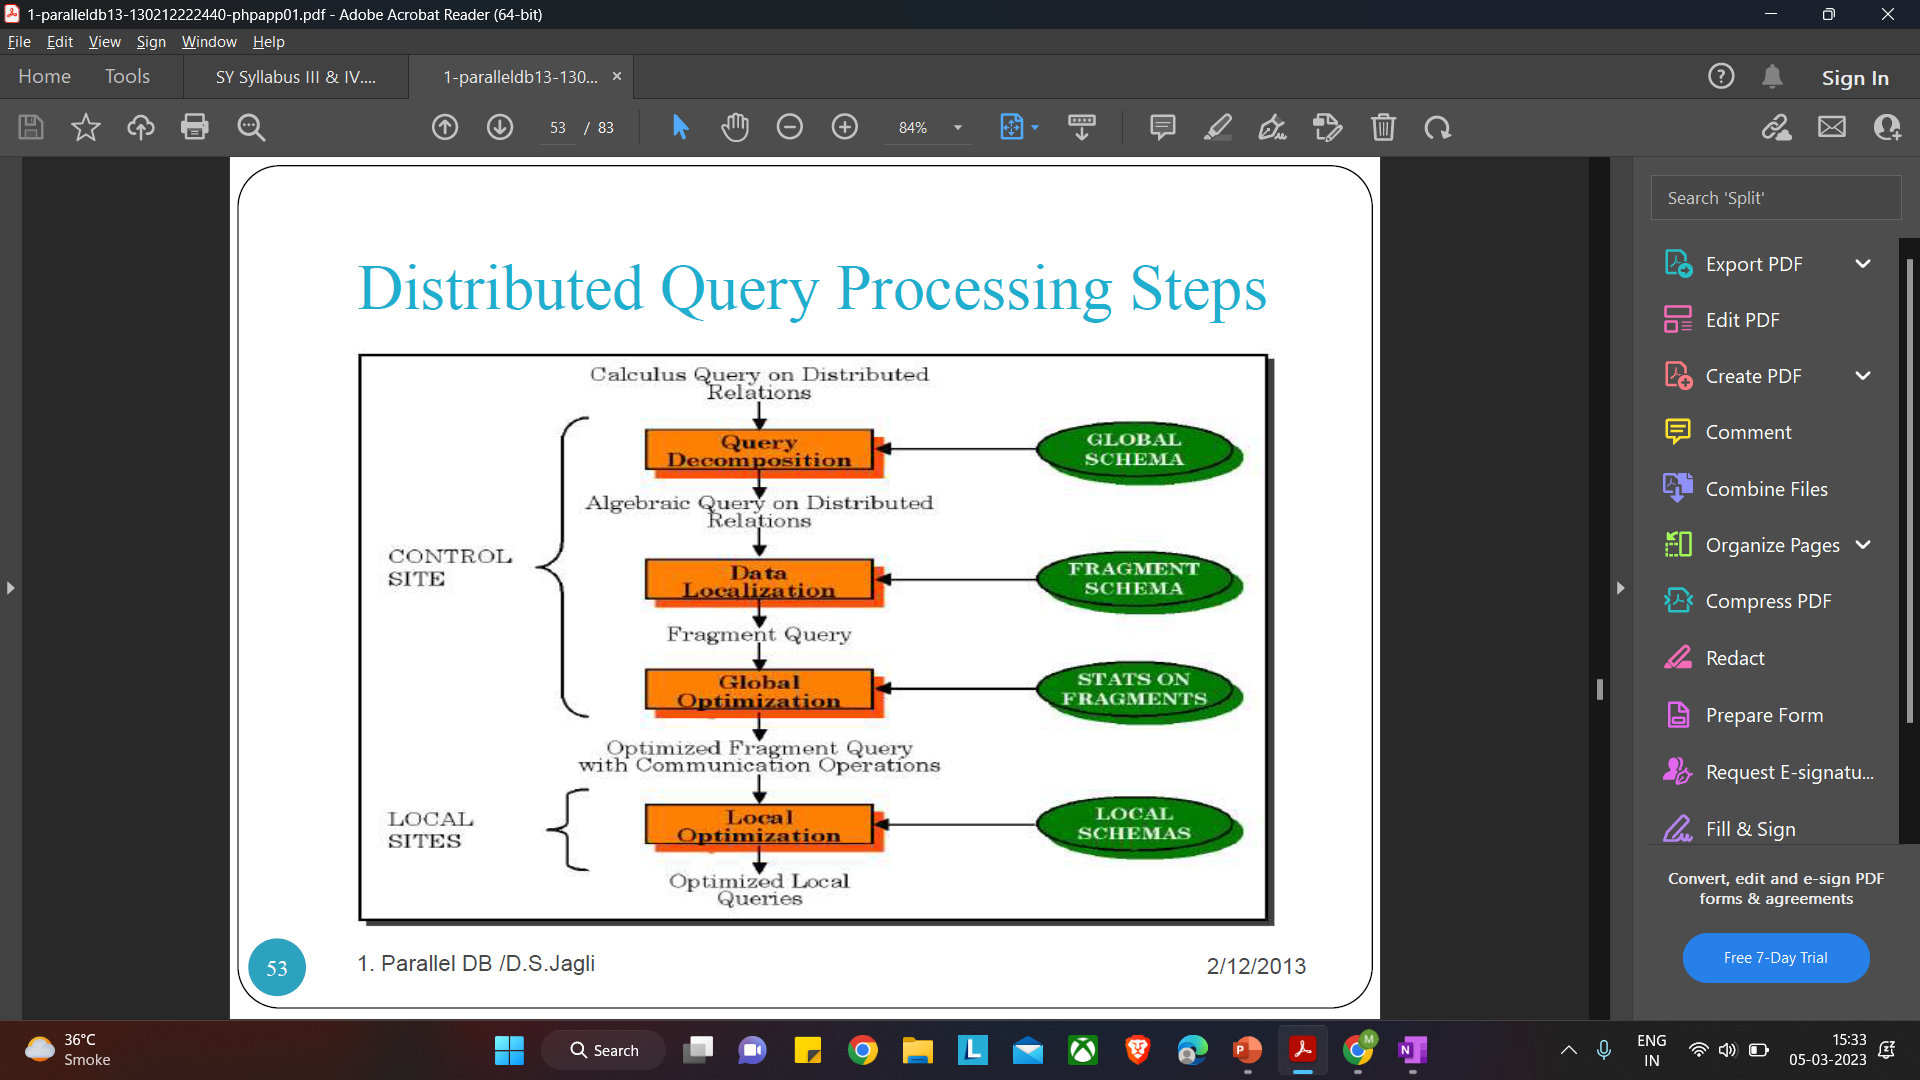 1-paralleldb13-130212222440-phpapp01.pdf - Adobe Acrobat Reader (64-bit)
File Edit View Sign Window Help
Home Tools SY Syllabus III & IV.... 1-paralleldb13-130... × Sign In
53 / 83 84%
Distributed Query Processing Steps
Calculus Query on Distributed
Relations
Query
Decomposition
GLOBAL
SCHEMA
Algebraic Query on Distributed
Relations
CONTROL
SITE
Data
Localization
FRAGMENT
SCHEMA
Fragment Query
Global
Optimization
STATS ON
FRAGMENTS
Optimized Fragment Query
with Communication Operations
LOCAL
SITES
Local
Optimization
LOCAL
SCHEMAS
Optimized Local
Queries
53
1. Parallel DB /D.S.Jagli
2/12/2013
Search 'Split'
Export PDF
Edit PDF
Create PDF
Comment
Combine Files
Organize Pages
Compress PDF
Redact
Prepare Form
Request E-signatu...
Fill & Sign
Convert, edit and e-sign PDF
forms & agreements
Free 7-Day Trial
36°C
Smoke
Search
ENG
IN
15:33
05-03-2023